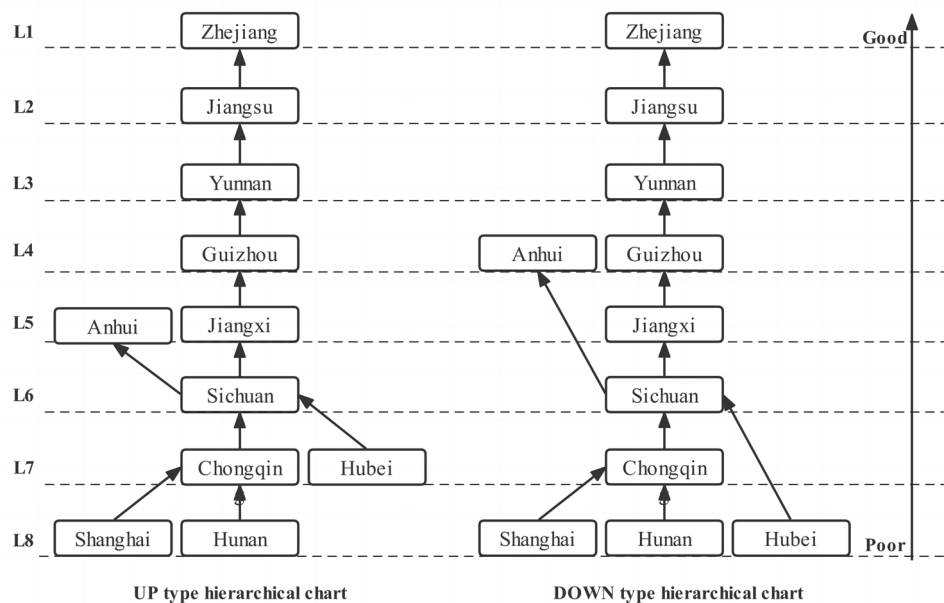 L1 Zhejiang Zhejiang Good
L2 Jiangsu Jiangsu
L3 Yunnan Yunnan
L4 Guizhou Anhui Guizhou
L5 Anhui Jiangxi Jiangxi
L6 Sichuan Sichuan
L7 Chongqin Hubei Chongqin
L8 Shanghai Hunan Shanghai Hunan Hubei Poor
UP type hierarchical chart DOWN type hierarchical chart